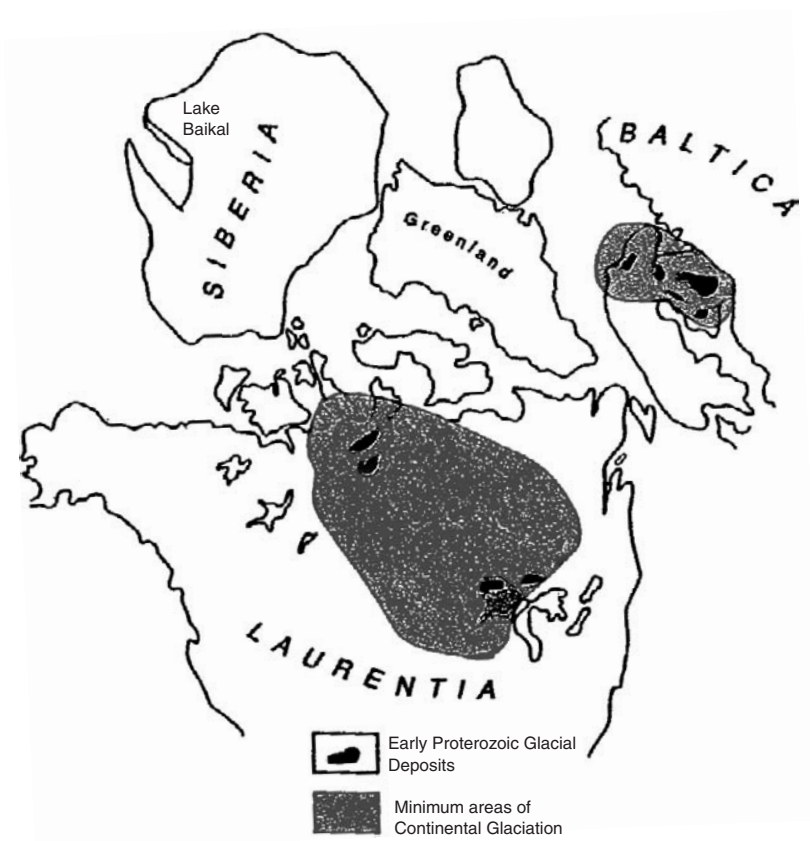 Lake
Baikal
SIBERIA
Greenland
BALTICA
LAURENTIA
Early Proterozoic Glacial
Deposits
Minimum areas of
Continental Glaciation